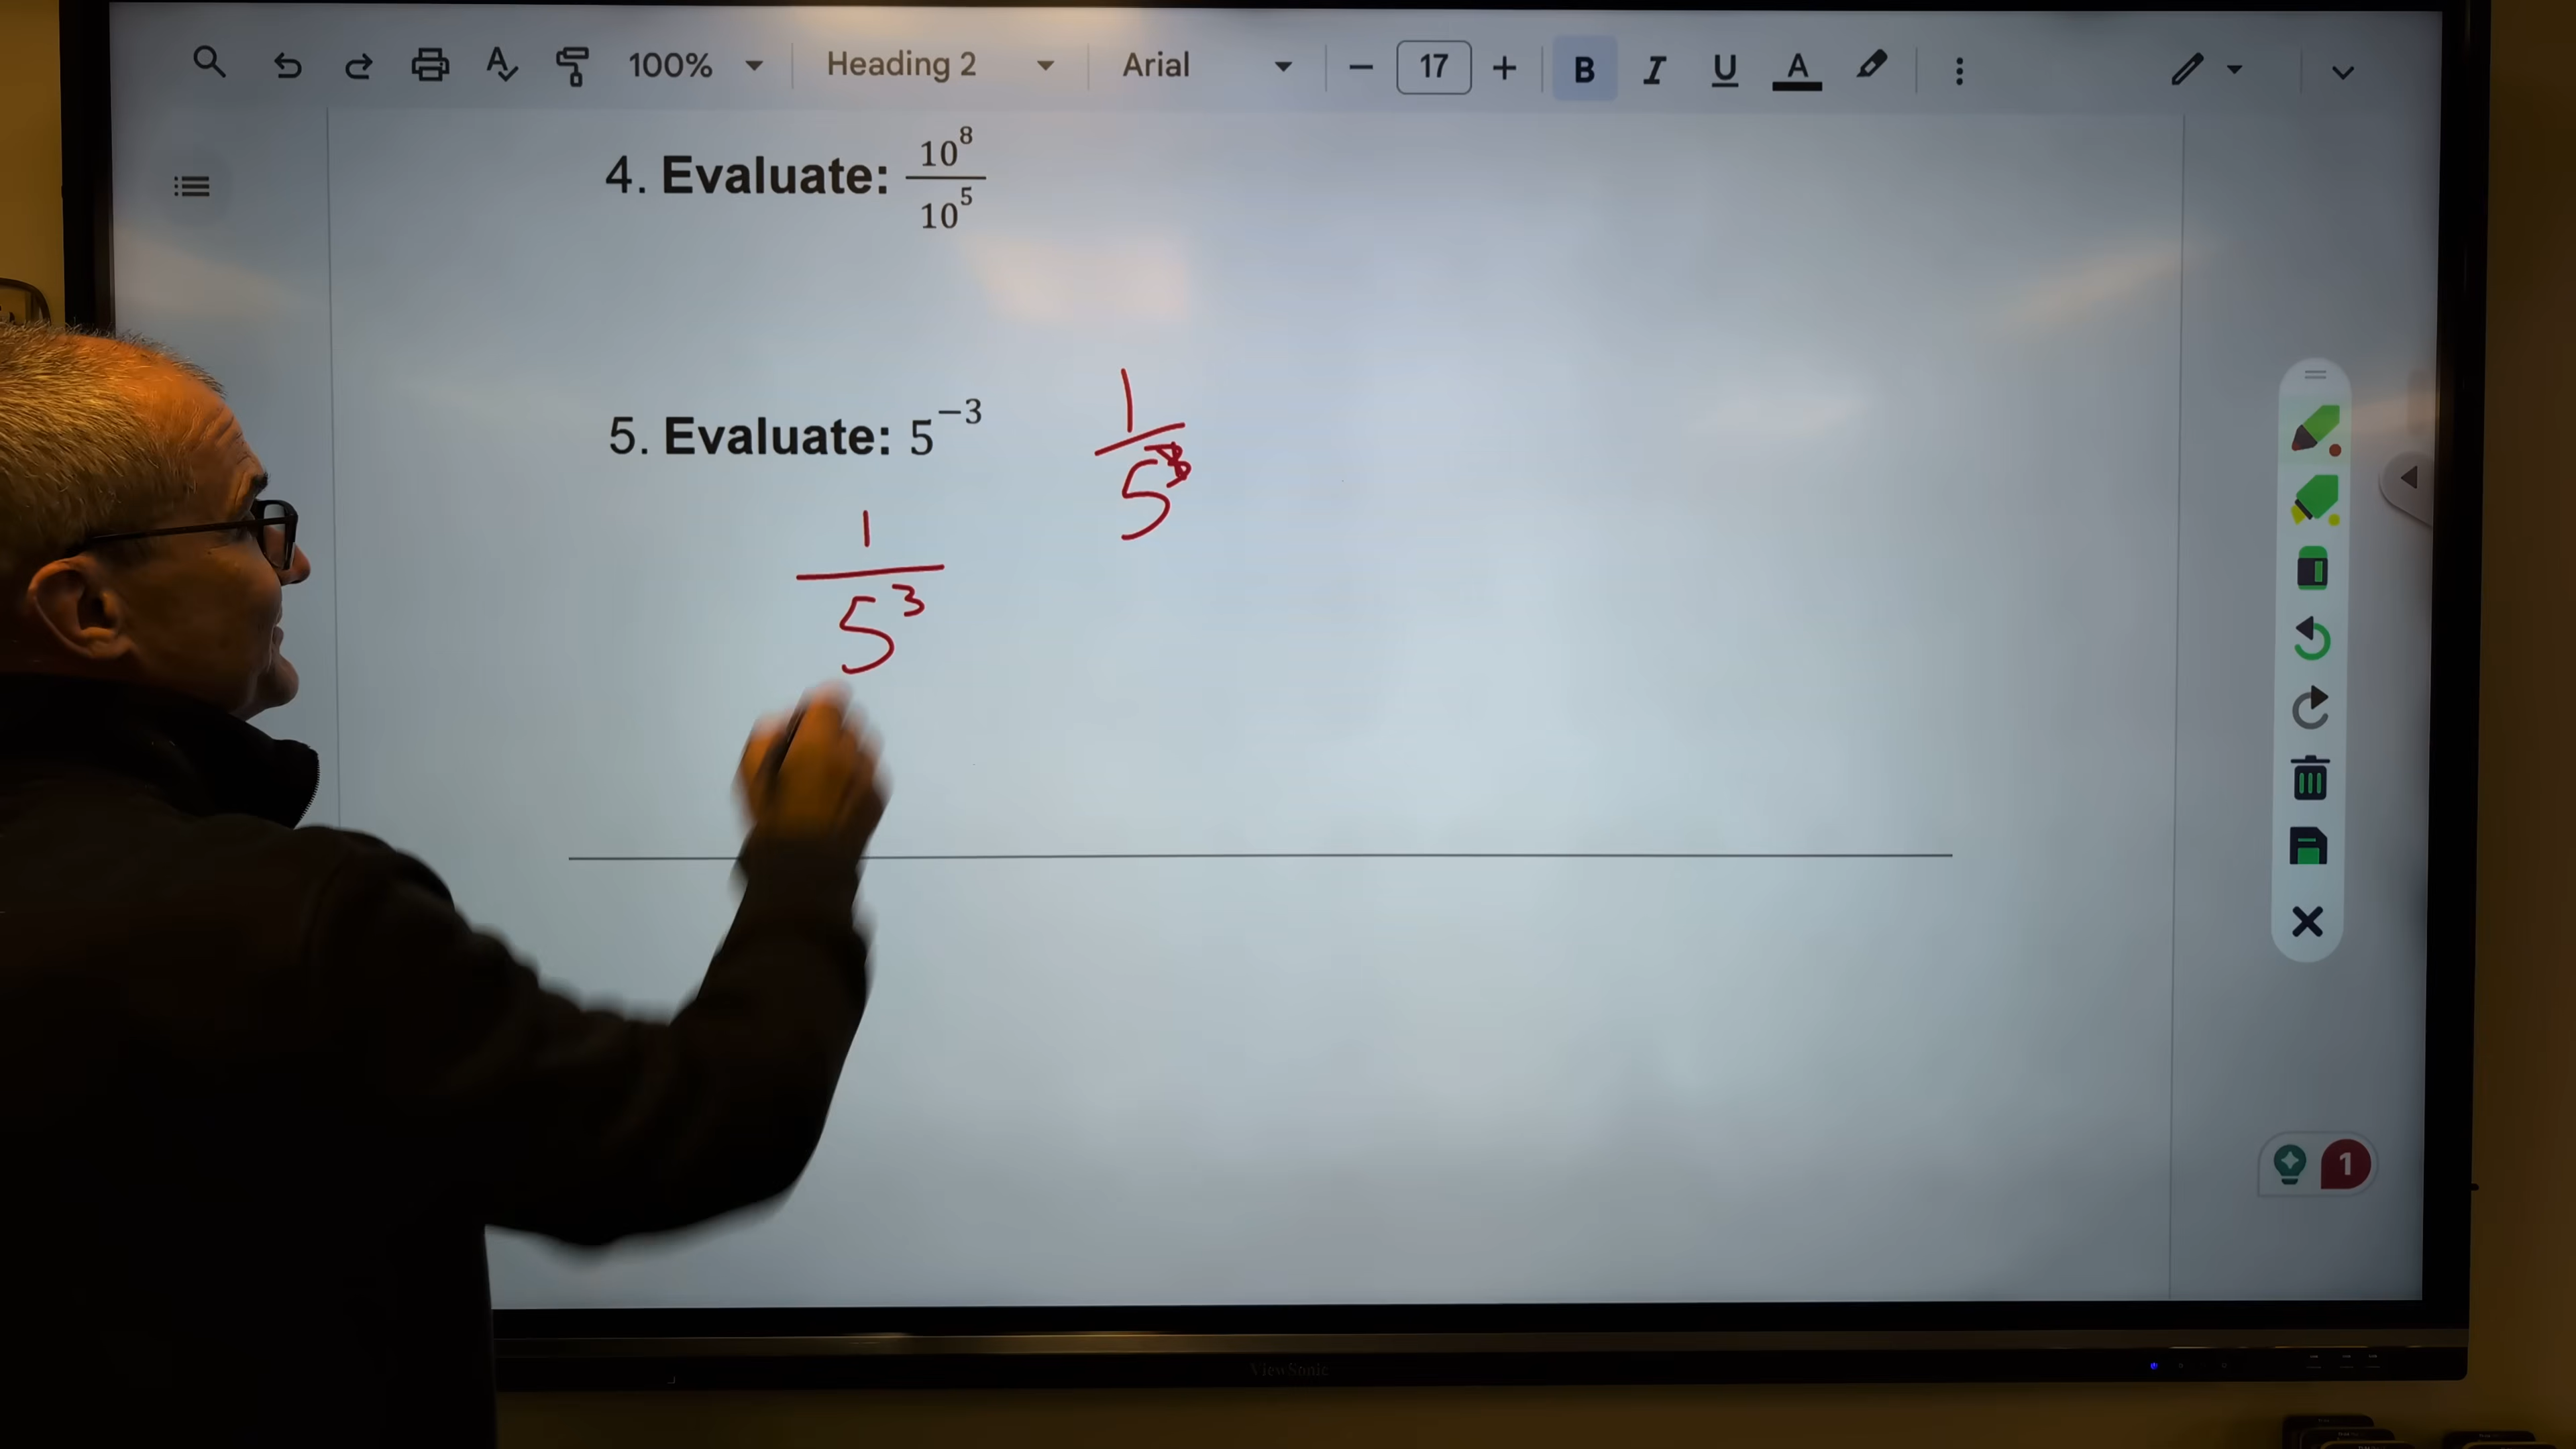 100% Heading 2 Arial − 17 + B I U A
4. Evaluate: 10^8 / 10^5
5. Evaluate: 5^−3
1
5
1
5^3
1
ViewSonic